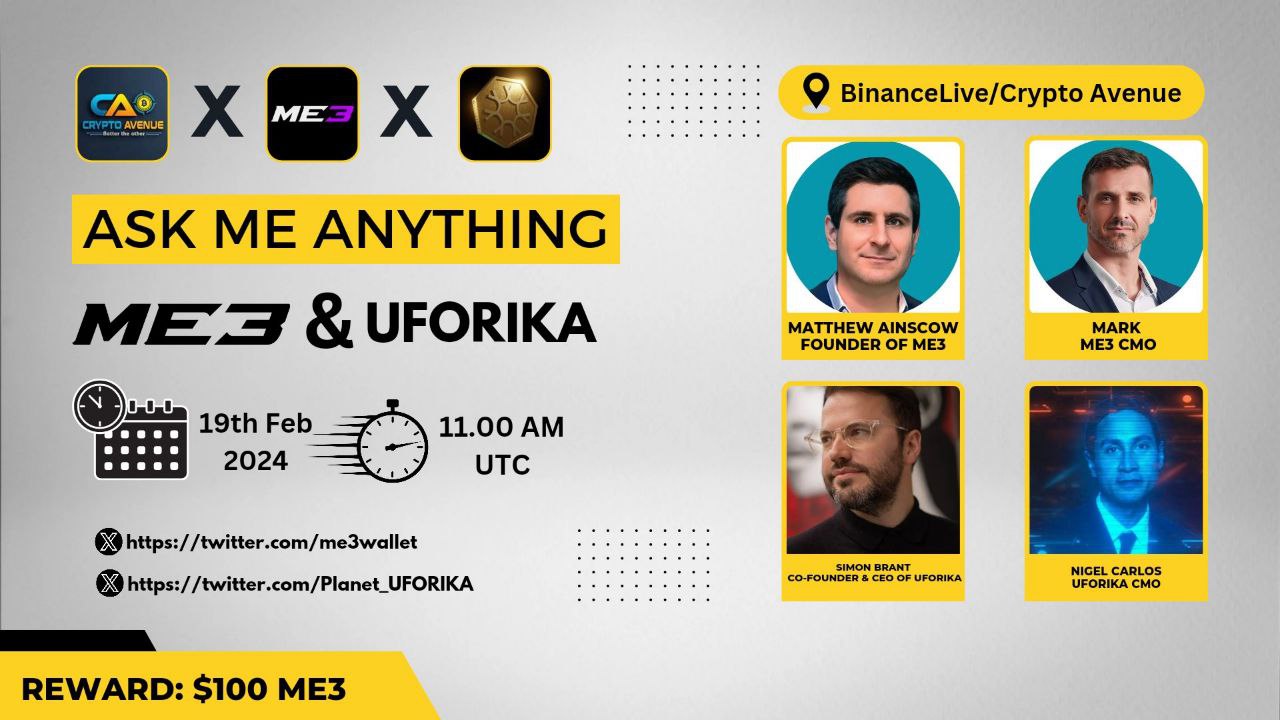 CRYPTO AVENUE
Better the other
X
ME3
X
BinanceLive/Crypto Avenue
ASK ME ANYTHING
ME3 & UFORIKA
19th Feb
2024
11.00 AM
UTC
https://twitter.com/me3wallet
https://twitter.com/Planet_UFORIKA
REWARD: $100 ME3
MATTHEW AINSCOW
FOUNDER OF ME3
MARK
ME3 CMO
SIMON BRANT
CO-FOUNDER & CEO OF UFORIKA
NIGEL CARLOS
UFORIKA CMO